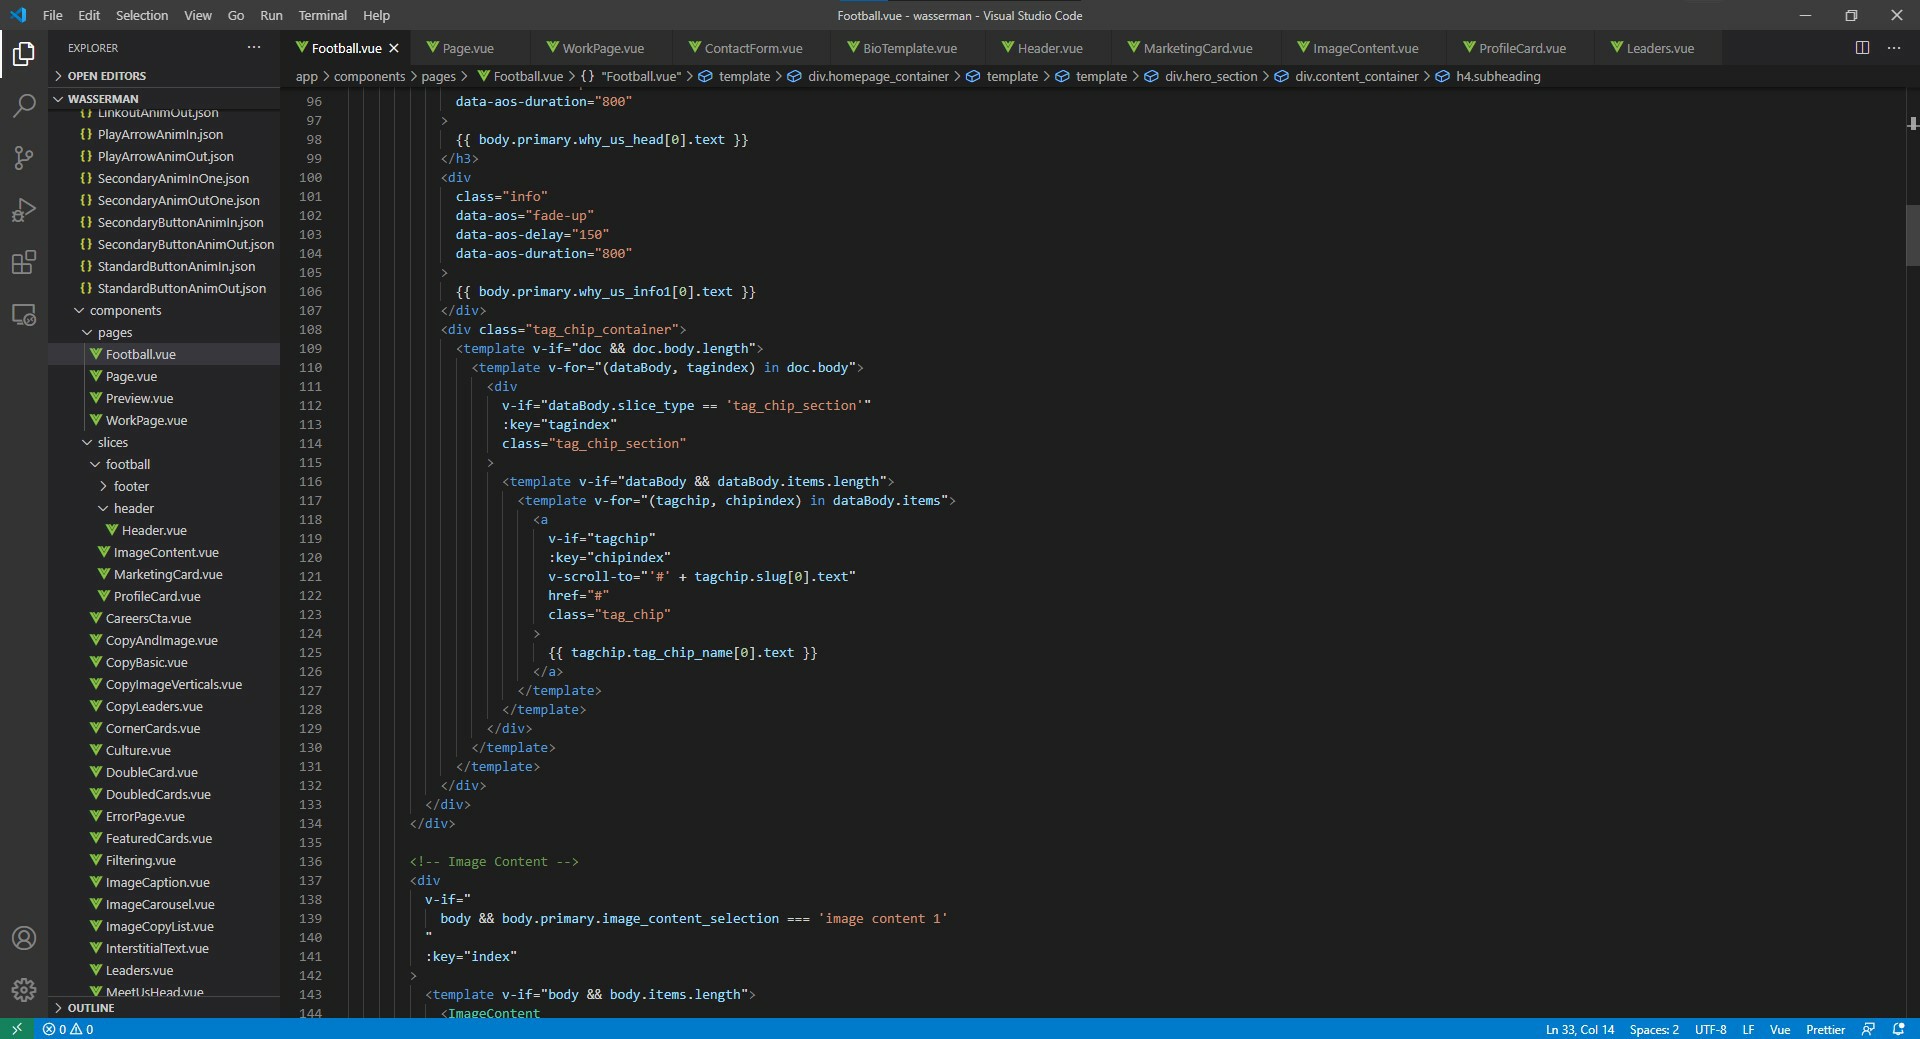 File Edit Selection View Go Run Terminal Help
Football.vue - wasserman - Visual Studio Code
EXPLORER
OPEN EDITORS
WASSERMAN
LinkoutAnimOut.json
PlayArrowAnimIn.json
PlayArrowAnimOut.json
SecondaryAnimInOne.json
SecondaryAnimOutOne.json
SecondaryButtonAnimIn.json
SecondaryButtonAnimOut.json
StandardButtonAnimIn.json
StandardButtonAnimOut.json
components
pages
Football.vue
Page.vue
Preview.vue
WorkPage.vue
slices
football
footer
header
Header.vue
ImageContent.vue
MarketingCard.vue
ProfileCard.vue
CareersCta.vue
CopyAndImage.vue
CopyBasic.vue
CopyImageVerticals.vue
CopyLeaders.vue
CornerCards.vue
Culture.vue
DoubleCard.vue
DoubledCards.vue
ErrorPage.vue
FeaturedCards.vue
Filtering.vue
ImageCaption.vue
ImageCarousel.vue
ImageCopyList.vue
InterstitialText.vue
Leaders.vue
MeetUsHead.vue
OUTLINE
Football.vue Page.vue WorkPage.vue ContactForm.vue BioTemplate.vue Header.vue MarketingCard.vue ImageContent.vue ProfileCard.vue Leaders.vue
app > components > pages > Football.vue > {} "Football.vue" > template > div.homepage_container > template > template > div.hero_section > div.content_container > h4.subheading
96 data-aos-duration="800"
97 >
98 {{ body.primary.why_us_head[0].text }}
99 </h3>
100 <div
101 class="info"
102 data-aos="fade-up"
103 data-aos-delay="150"
104 data-aos-duration="800"
105 >
106 {{ body.primary.why_us_info1[0].text }}
107 </div>
108 <div class="tag_chip_container">
109 <template v-if="doc && doc.body.length">
110 <template v-for="(dataBody, tagindex) in doc.body">
111 <div
112 v-if="dataBody.slice_type == 'tag_chip_section'"
113 :key="tagindex"
114 class="tag_chip_section"
115 >
116 <template v-if="dataBody && dataBody.items.length">
117 <template v-for="(tagchip, chipindex) in dataBody.items">
118 <a
119 v-if="tagchip"
120 :key="chipindex"
121 v-scroll-to="'#' + tagchip.slug[0].text"
122 href="#"
123 class="tag_chip"
124 >
125 {{ tagchip.tag_chip_name[0].text }}
126 </a>
127 </template>
128 </template>
129 </div>
130 </template>
131 </template>
132 </div>
133 </div>
134 </div>
135
136 <!-- Image Content -->
137 <div
138 v-if="
139 body && body.primary.image_content_selection === 'image content 1'
140 "
141 :key="index"
142 >
143 <template v-if="body && body.items.length">
144 <ImageContent
0 0
Ln 33, Col 14 Spaces: 2 UTF-8 LF Vue Prettier